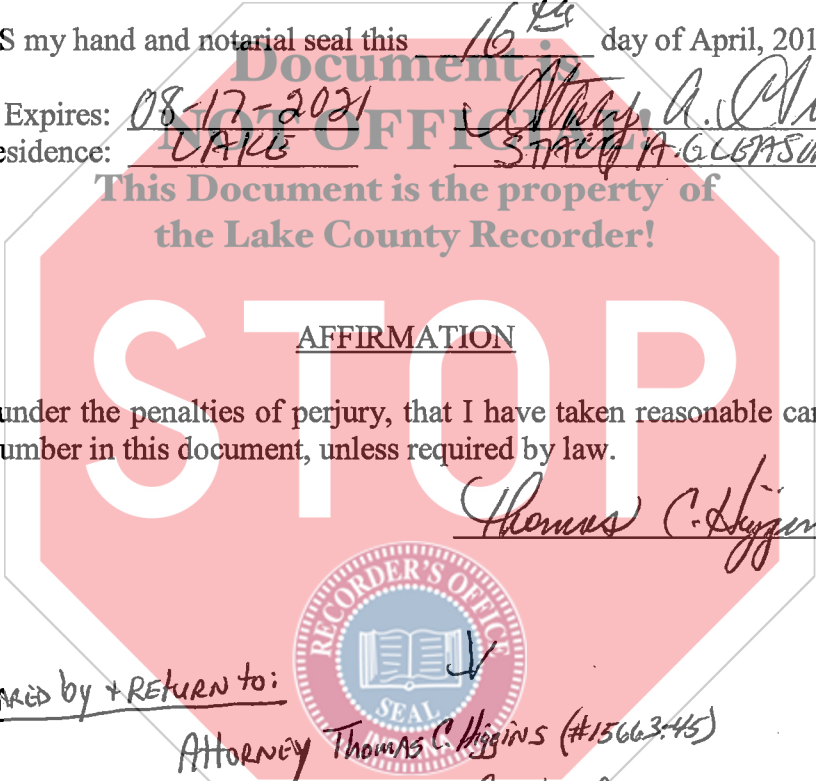 S my hand and notarial seal this 16th day of April, 201
Document is
Expires: 08-17-2021
NOT OFFICIAL!
esidence: LAKE STACY A. GLEASON
This Document is the property of
the Lake County Recorder!
STOP
AFFIRMATION
under the penalties of perjury, that I have taken reasonable car
umber in this document, unless required by law.
Thomas C. Higgin
RECORDER'S OFFICE
SEAL
ARED by + RETURN to:
ATTORNEY Thomas C. Higgins (#15663-45)